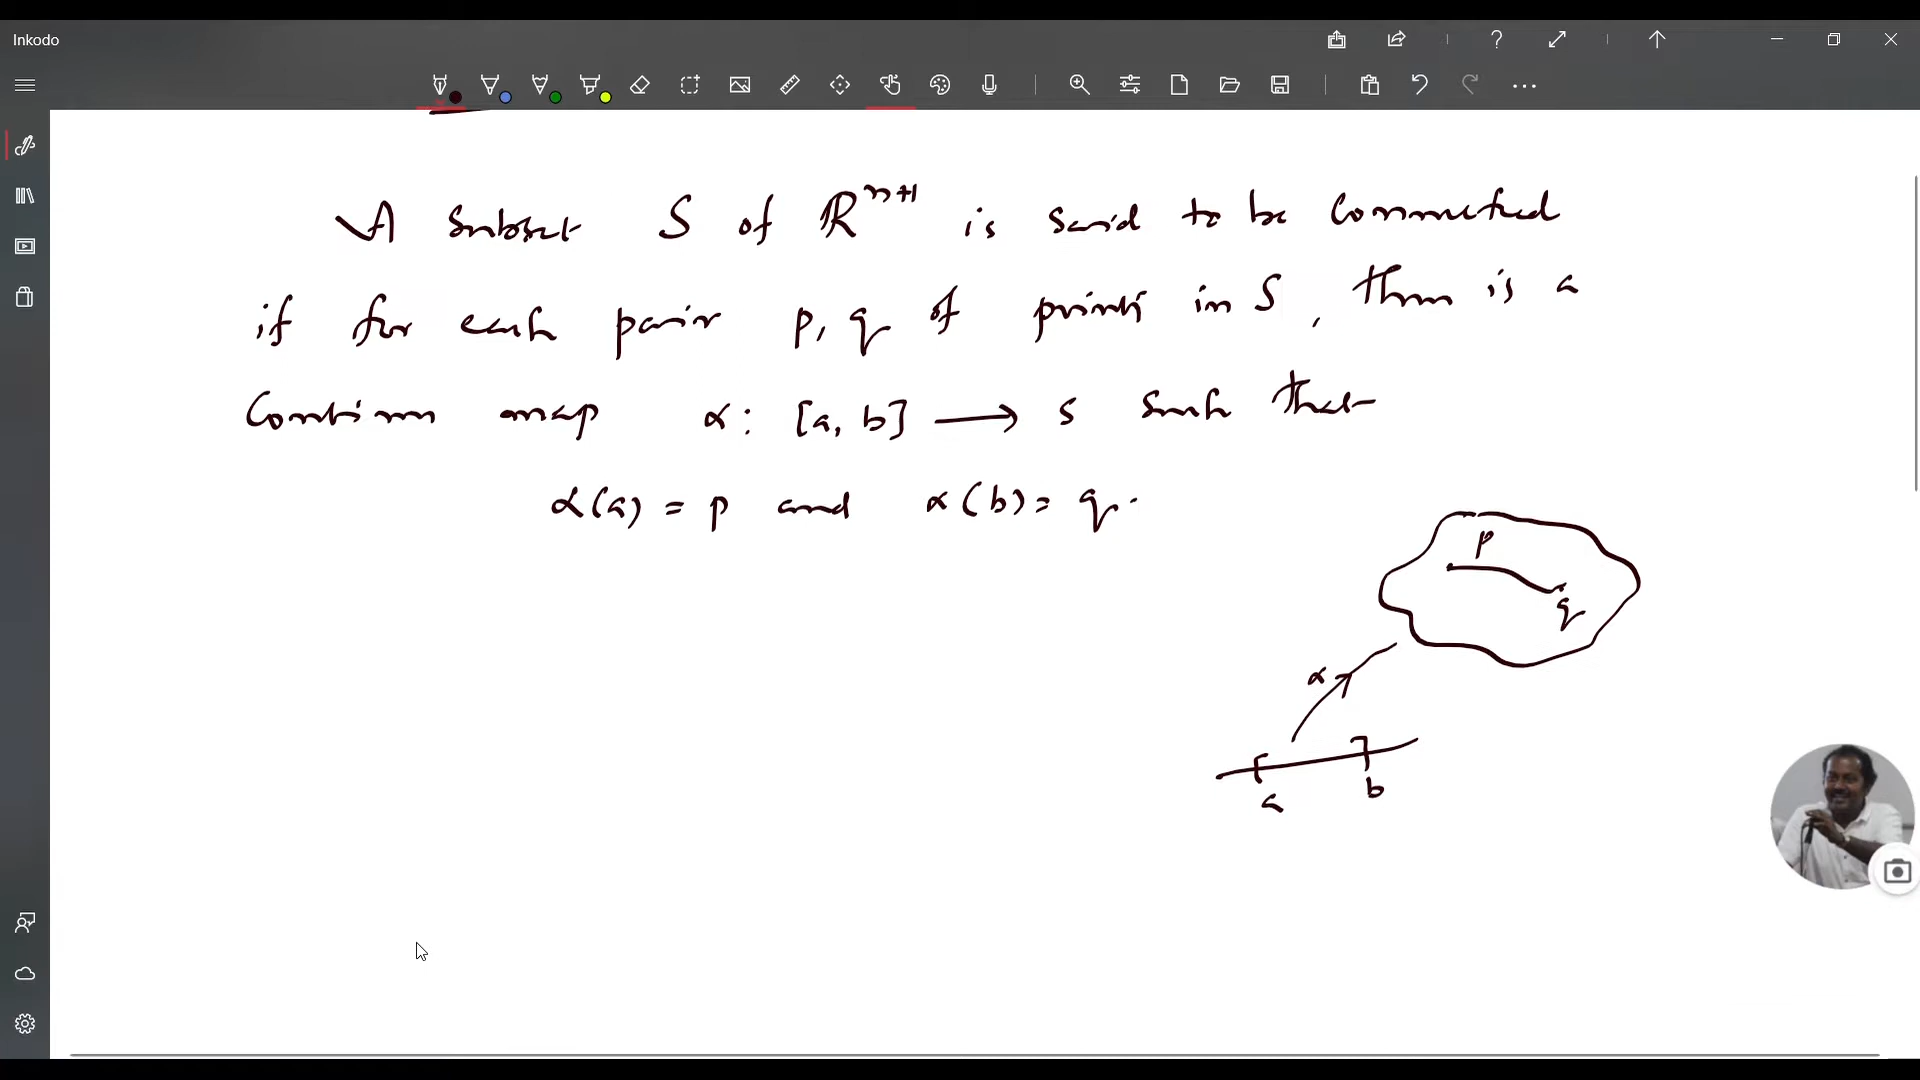 Inkodo
A subset S of ℝⁿ⁺¹ is said to be connected
if for each pair p, q of points in S, there is a
continuous map α: [a, b] → S such that
α(a) = p and α(b) = q.
p
q
α
a
b